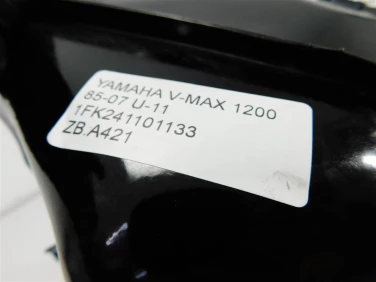 YAMAHA V-MAX 1200
85-07 U-11
1FK241101133
ZB.A421